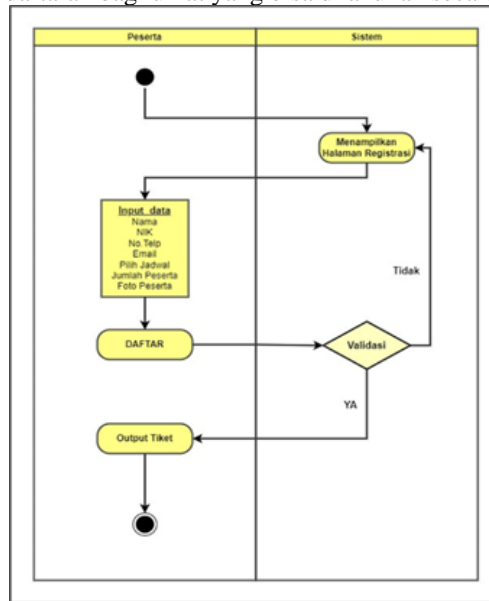 Peserta
Sistem
Menampilkan
Halaman Registrasi
Input data
Nama
NIK
No.Telp
Email
Pilih Jadwal
Jumlah Peserta
Foto Peserta
Tidak
DAFTAR
Validasi
YA
Output Tiket